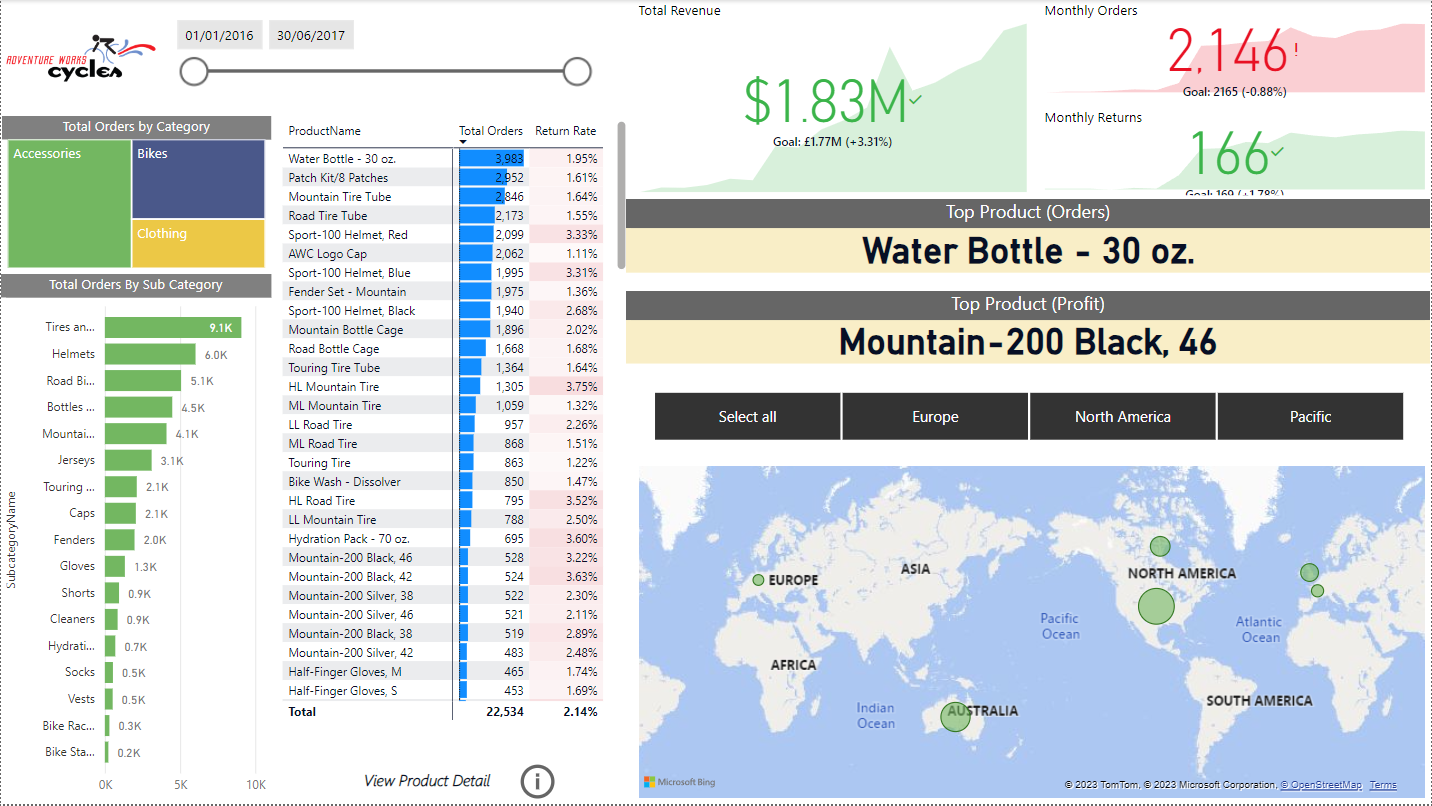 ADVENTURE WORKS
cycles
01/01/2016
30/06/2017
Total Orders by Category
Accessories
Bikes
Clothing
Total Orders By Sub Category
SubcategoryName
Tires an... 9.1K
Helmets 6.0K
Road Bi... 5.1K
Bottles ... 4.5K
Mountai... 4.1K
Jerseys 3.1K
Touring ... 2.1K
Caps 2.1K
Fenders 2.0K
Gloves 1.3K
Shorts 0.9K
Cleaners 0.9K
Hydrati... 0.7K
Socks 0.5K
Vests 0.5K
Bike Rac... 0.3K
Bike Sta... 0.2K
0K 5K 10K
ProductName Total Orders Return Rate
Water Bottle - 30 oz. 3,983 1.95%
Patch Kit/8 Patches 2,952 1.61%
Mountain Tire Tube 2,846 1.64%
Road Tire Tube 2,173 1.55%
Sport-100 Helmet, Red 2,099 3.33%
AWC Logo Cap 2,062 1.11%
Sport-100 Helmet, Blue 1,995 3.31%
Fender Set - Mountain 1,975 1.36%
Sport-100 Helmet, Black 1,940 2.68%
Mountain Bottle Cage 1,896 2.02%
Road Bottle Cage 1,668 1.68%
Touring Tire Tube 1,364 1.64%
HL Mountain Tire 1,305 3.75%
ML Mountain Tire 1,059 1.32%
LL Road Tire 957 2.26%
ML Road Tire 868 1.51%
Touring Tire 863 1.22%
Bike Wash - Dissolver 850 1.47%
HL Road Tire 795 3.52%
LL Mountain Tire 788 2.50%
Hydration Pack - 70 oz. 695 3.60%
Mountain-200 Black, 46 528 3.22%
Mountain-200 Black, 42 524 3.63%
Mountain-200 Silver, 38 522 2.30%
Mountain-200 Silver, 46 521 2.11%
Mountain-200 Black, 38 519 2.89%
Mountain-200 Silver, 42 483 2.48%
Half-Finger Gloves, M 465 1.74%
Half-Finger Gloves, S 453 1.69%
Total 22,534 2.14%
View Product Detail
i
Total Revenue
$1.83M
Goal: £1.77M (+3.31%)
Monthly Orders
2,146!
Goal: 2165 (-0.88%)
Monthly Returns
166
Goal: 169 (+1.78%)
Top Product (Orders)
Water Bottle - 30 oz.
Top Product (Profit)
Mountain-200 Black, 46
Select all
Europe
North America
Pacific
ASIA
EUROPE
NORTH AMERICA
Pacific
Ocean
Atlantic
Ocean
AFRICA
SOUTH AMERICA
Indian
Ocean
AUSTRALIA
Microsoft Bing
© 2023 TomTom, © 2023 Microsoft Corporation, © OpenStreetMap Terms